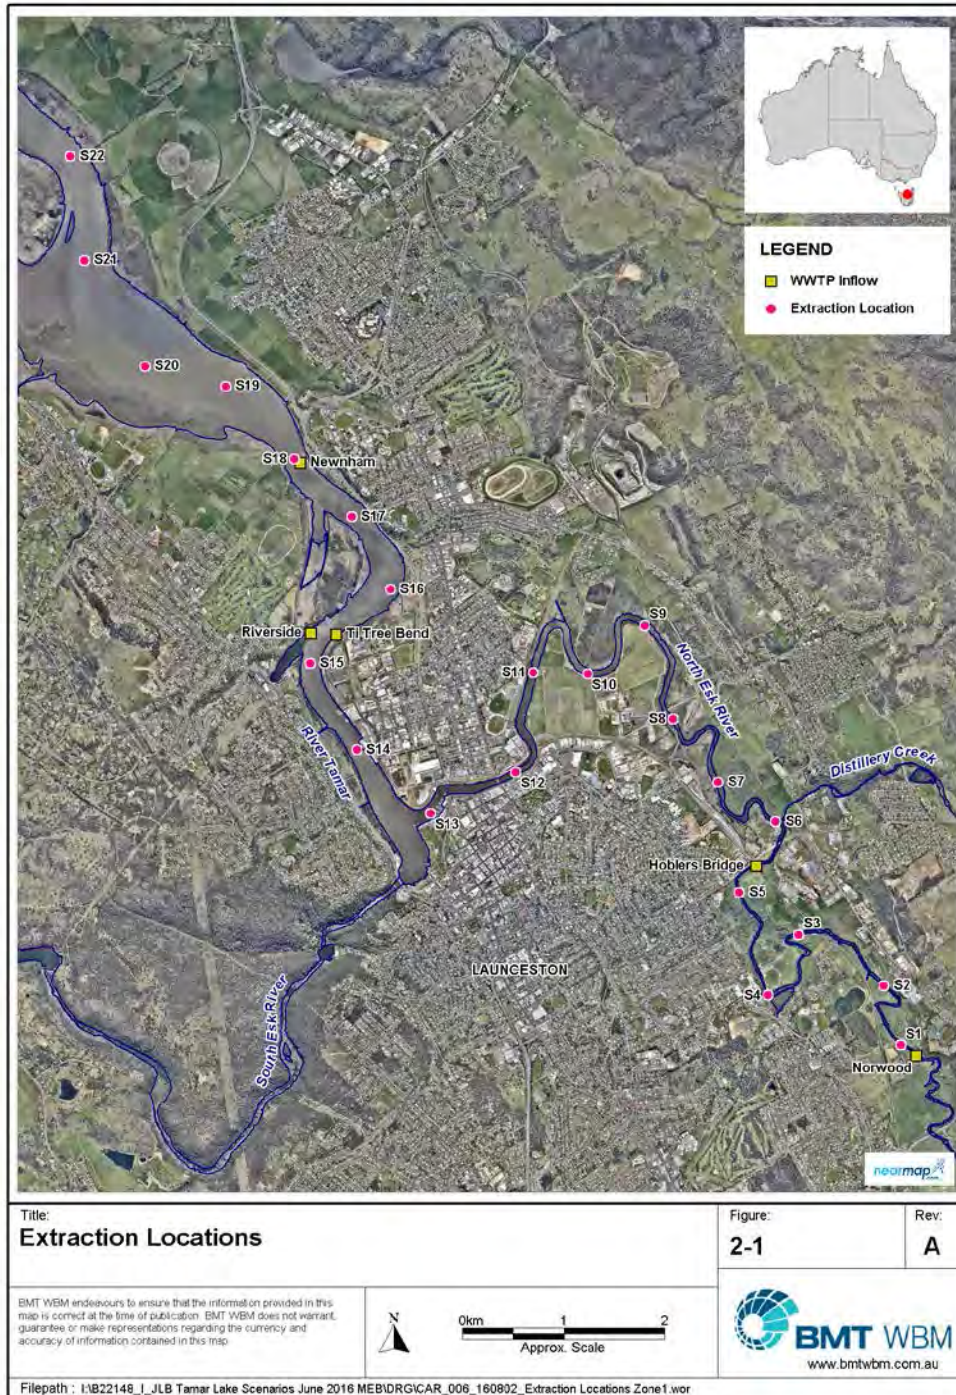 S22
S21
S20
S19
S18
Newnham
S17
S16
Riverside
Ti Tree Bend
S15
S14
S13
S12
S11
S10
S9
S8
S7
S6
S5
S4
S3
S2
S1
River Tamar
North Esk River
Distillery Creek
Hoblers Bridge
LAUNCESTON
South Esk River
Norwood
LEGEND
WWTP Inflow
Extraction Location
nearmap
.com
Title:
Extraction Locations
Figure:
2-1
Rev:
A
BMT WBM endeavours to ensure that the information provided in this
map is correct at the time of publication. BMT WBM does not warrant,
guarantee or make representations regarding the currency and
accuracy of information contained in this map.
N
0km 1 2
Approx. Scale
BMT WBM
www.bmtwbm.com.au
Filepath : I:\B22148_I_JLB Tamar Lake Scenarios June 2016 MEB\DRG\CAR_006_160802_Extraction Locations Zone1.wor